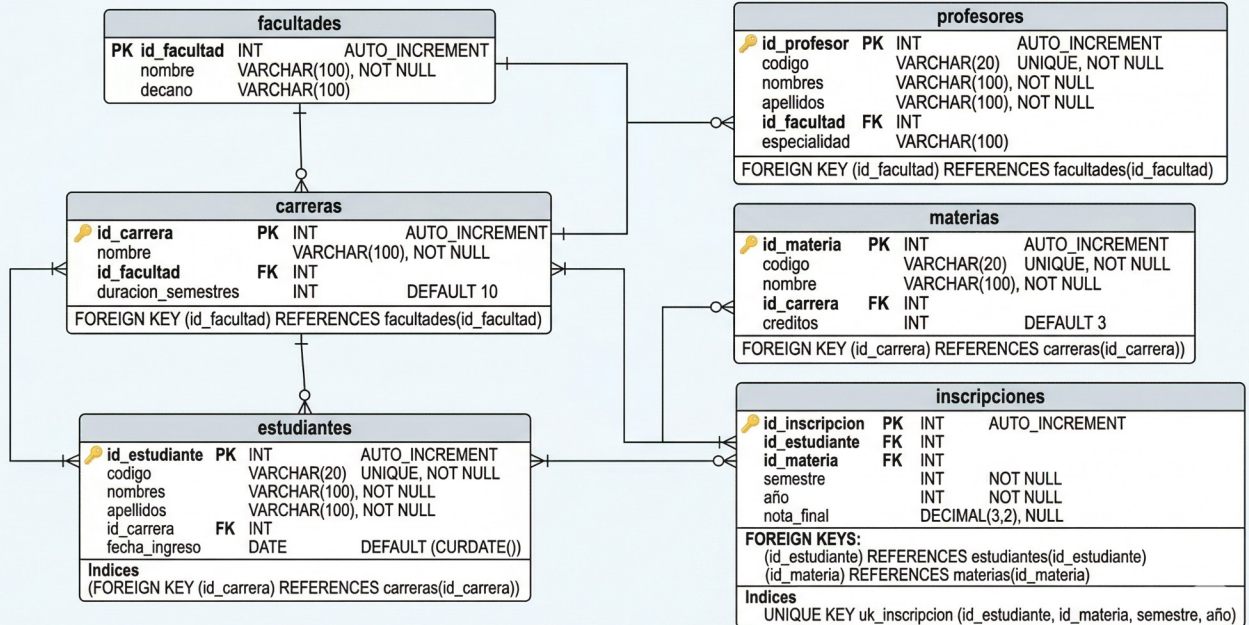 facultades
PK id_facultad INT AUTO_INCREMENT
nombre VARCHAR(100), NOT NULL
decano VARCHAR(100)
profesores
id_profesor PK INT AUTO_INCREMENT
codigo VARCHAR(20) UNIQUE, NOT NULL
nombres VARCHAR(100), NOT NULL
apellidos VARCHAR(100), NOT NULL
id_facultad FK INT
especialidad VARCHAR(100)
FOREIGN KEY (id_facultad) REFERENCES facultades(id_facultad)
carreras
id_carrera PK INT AUTO_INCREMENT
nombre VARCHAR(100), NOT NULL
id_facultad FK INT
duracion_semestres INT DEFAULT 10
FOREIGN KEY (id_facultad) REFERENCES facultades(id_facultad)
materias
id_materia PK INT AUTO_INCREMENT
codigo VARCHAR(20) UNIQUE, NOT NULL
nombre VARCHAR(100), NOT NULL
id_carrera FK INT
creditos INT DEFAULT 3
FOREIGN KEY (id_carrera) REFERENCES carreras(id_carrera))
estudiantes
id_estudiante PK INT AUTO_INCREMENT
codigo VARCHAR(20) UNIQUE, NOT NULL
nombres VARCHAR(100), NOT NULL
apellidos VARCHAR(100), NOT NULL
id_carrera FK INT
fecha_ingreso DATE DEFAULT (CURDATE())
Indices
(FOREIGN KEY (id_carrera) REFERENCES carreras(id_carrera))
inscripciones
id_inscripcion PK INT AUTO_INCREMENT
id_estudiante FK INT
id_materia FK INT
semestre INT NOT NULL
año INT NOT NULL
nota_final DECIMAL(3,2), NULL
FOREIGN KEYS:
(id_estudiante) REFERENCES estudiantes(id_estudiante)
(id_materia) REFERENCES materias(id_materia)
Indices
UNIQUE KEY uk_inscripcion (id_estudiante, id_materia, semestre, año)